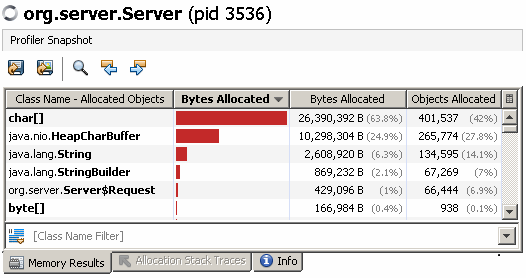 org.server.Server (pid 3536)
Profiler Snapshot
Class Name - Allocated Objects Bytes Allocated Bytes Allocated Objects Allocated
char[] 26,390,392 B (63.8%) 401,537 (42%)
java.nio.HeapCharBuffer 10,298,304 B (24.9%) 265,774 (27.8%)
java.lang.String 2,608,920 B (6.3%) 134,595 (14.1%)
java.lang.StringBuilder 869,232 B (2.1%) 67,269 (7%)
org.server.Server$Request 429,096 B (1%) 66,444 (6.9%)
byte[] 166,984 B (0.4%) 938 (0.1%)
[Class Name Filter]
Memory Results Allocation Stack Traces Info